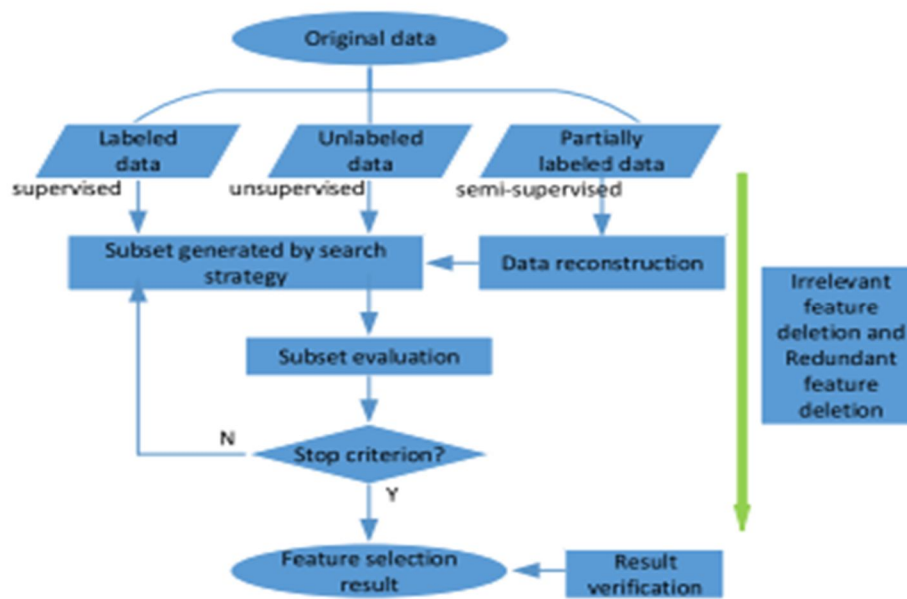 Original data
Labeled
data
Unlabeled
data
Partially
labeled data
supervised
unsupervised
semi-supervised
Subset generated by search
strategy
Data reconstruction
Irrelevant
feature
deletion and
Redundant
feature
deletion
Subset evaluation
N
Stop criterion?
Y
Feature selection
result
Result
verification